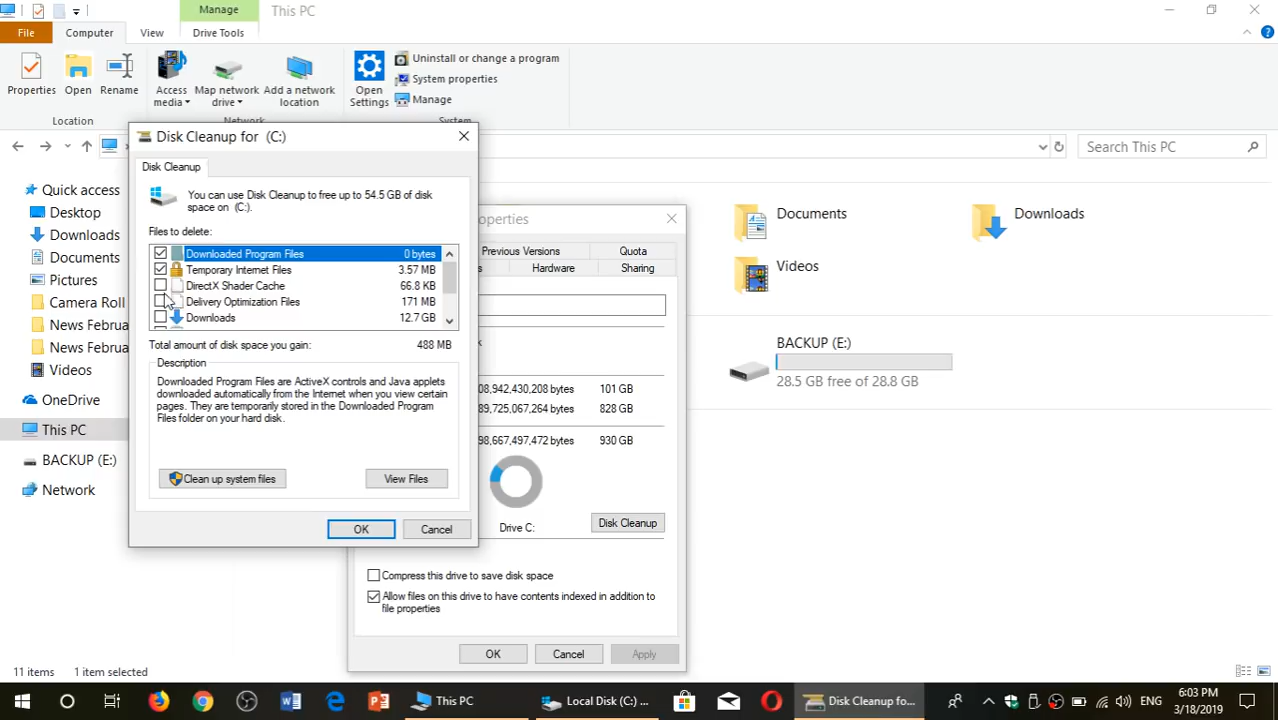 Manage
This PC
File
Computer
View
Drive Tools
Properties
Open
Rename
Access media
Map network drive
Add a network location
Open Settings
Uninstall or change a program
System properties
Manage
Location
Network
System
Search This PC
Quick access
Desktop
Downloads
Documents
Pictures
Camera Roll
News Februa
News Februa
Videos
OneDrive
This PC
BACKUP (E:)
Network
Disk Cleanup for (C:)
Disk Cleanup
You can use Disk Cleanup to free up to 54.5 GB of disk
space on (C:).
Files to delete:
Downloaded Program Files 0 bytes
Temporary Internet Files 3.57 MB
DirectX Shader Cache 66.8 KB
Delivery Optimization Files 171 MB
Downloads 12.7 GB
Total amount of disk space you gain: 488 MB
Description
Downloaded Program Files are ActiveX controls and Java applets
downloaded automatically from the Internet when you view certain
pages. They are temporarily stored in the Downloaded Program
Files folder on your hard disk.
Clean up system files
View Files
OK
Cancel
operties
Previous Versions
Quota
s
Hardware
Sharing
k
08,942,430,208 bytes 101 GB
89,725,067,264 bytes 828 GB
98,667,497,472 bytes 930 GB
Drive C:
Disk Cleanup
Compress this drive to save disk space
Allow files on this drive to have contents indexed in addition to
file properties
OK
Cancel
Apply
Documents
Downloads
Videos
BACKUP (E:)
28.5 GB free of 28.8 GB
11 items
1 item selected
This PC
Local Disk (C:) ...
Disk Cleanup fo...
ENG
6:03 PM
3/18/2019